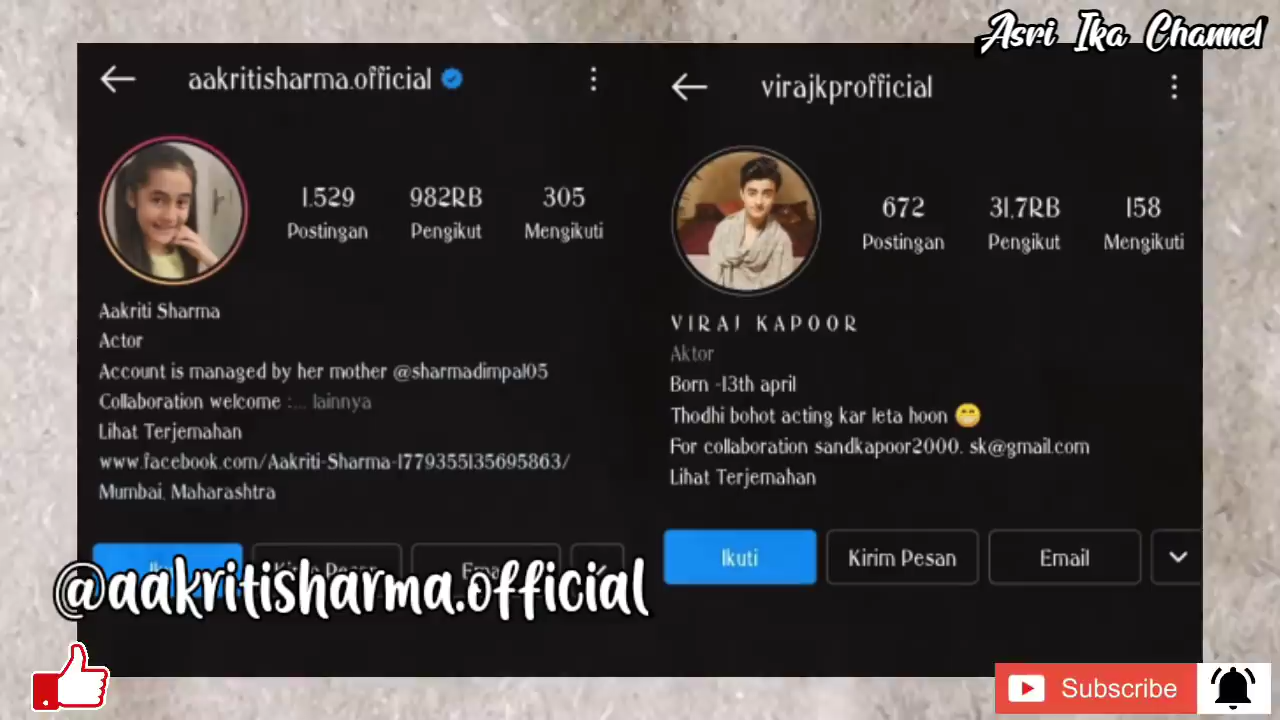 Asri Ika Channel
aakritisharma.official
1.529
982RB
305
Postingan
Pengikut
Mengikuti
Aakriti Sharma
Actor
Account is managed by her mother @sharmadimpal05
Collaboration welcome :... lainnya
Lihat Terjemahan
www.facebook.com/Aakriti-Sharma-1779355135695863/
Mumbai, Maharashtra
@aakritisharma.official
virajkprofficial
672
31,7RB
158
Postingan
Pengikut
Mengikuti
VIRAJ KAPOOR
Aktor
Born -13th april
Thodhi bohot acting kar leta hoon 😁
For collaboration sandkapoor2000. sk@gmail.com
Lihat Terjemahan
Ikuti
Kirim Pesan
Email
Subscribe